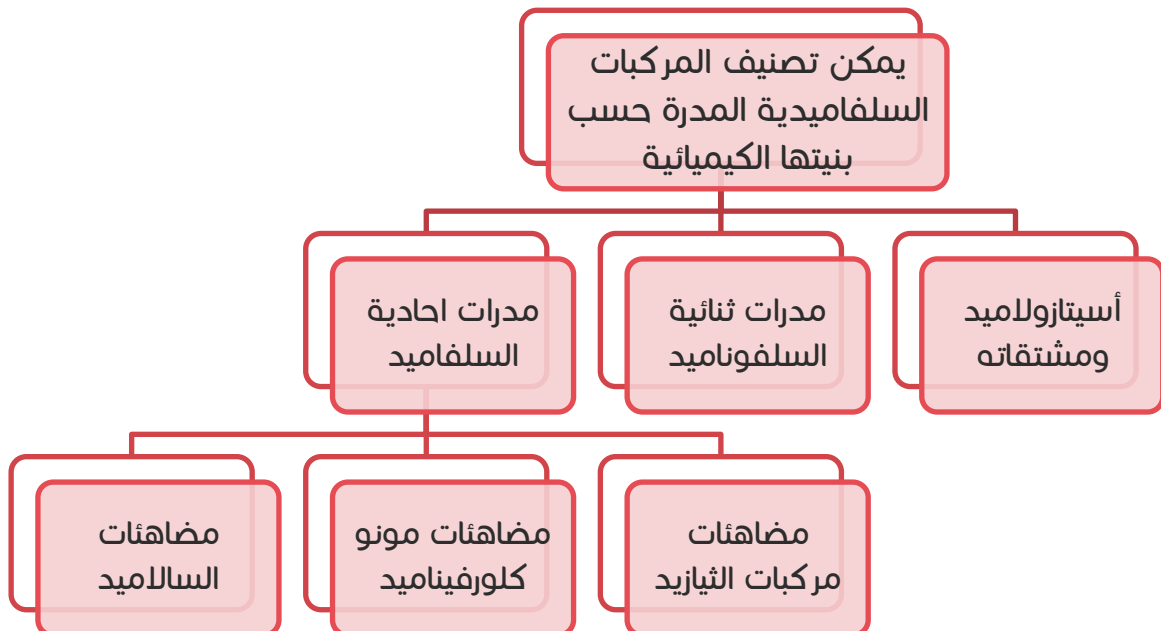 يمكن تصنيف المركبات
السلفاميدية المدرة حسب
بنيتها الكيميائية
أسيتازولاميد
ومشتقاته
مدرات ثنائية
السلفوناميد
مدرات احادية
السلفاميد
مضاهئات
مركبات الثيازيد
مضاهئات مونو
كلورفيناميد
مضاهئات
السالاميد